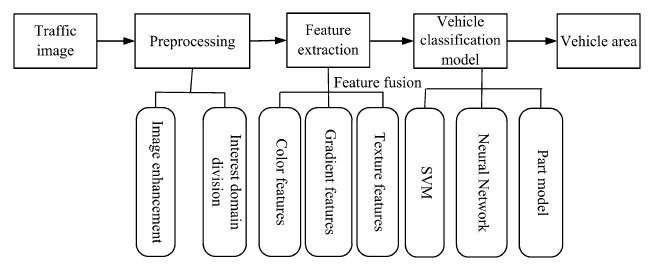 Traffic
image
Preprocessing
Feature
extraction
Vehicle
classification
model
Vehicle area
Feature fusion
Image enhancement
Interest domain
division
Color features
Gradient features
Texture features
SVM
Neural Network
Part model